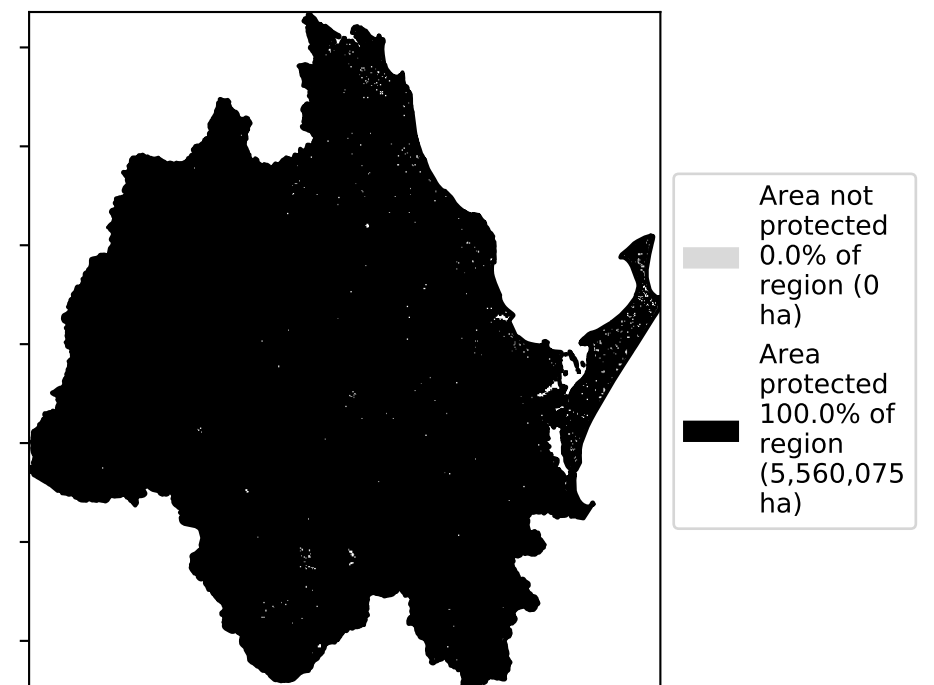 Area not
protected
0.0% of
region (0
ha)
Area
protected
100.0% of
region
(5,560,075
ha)